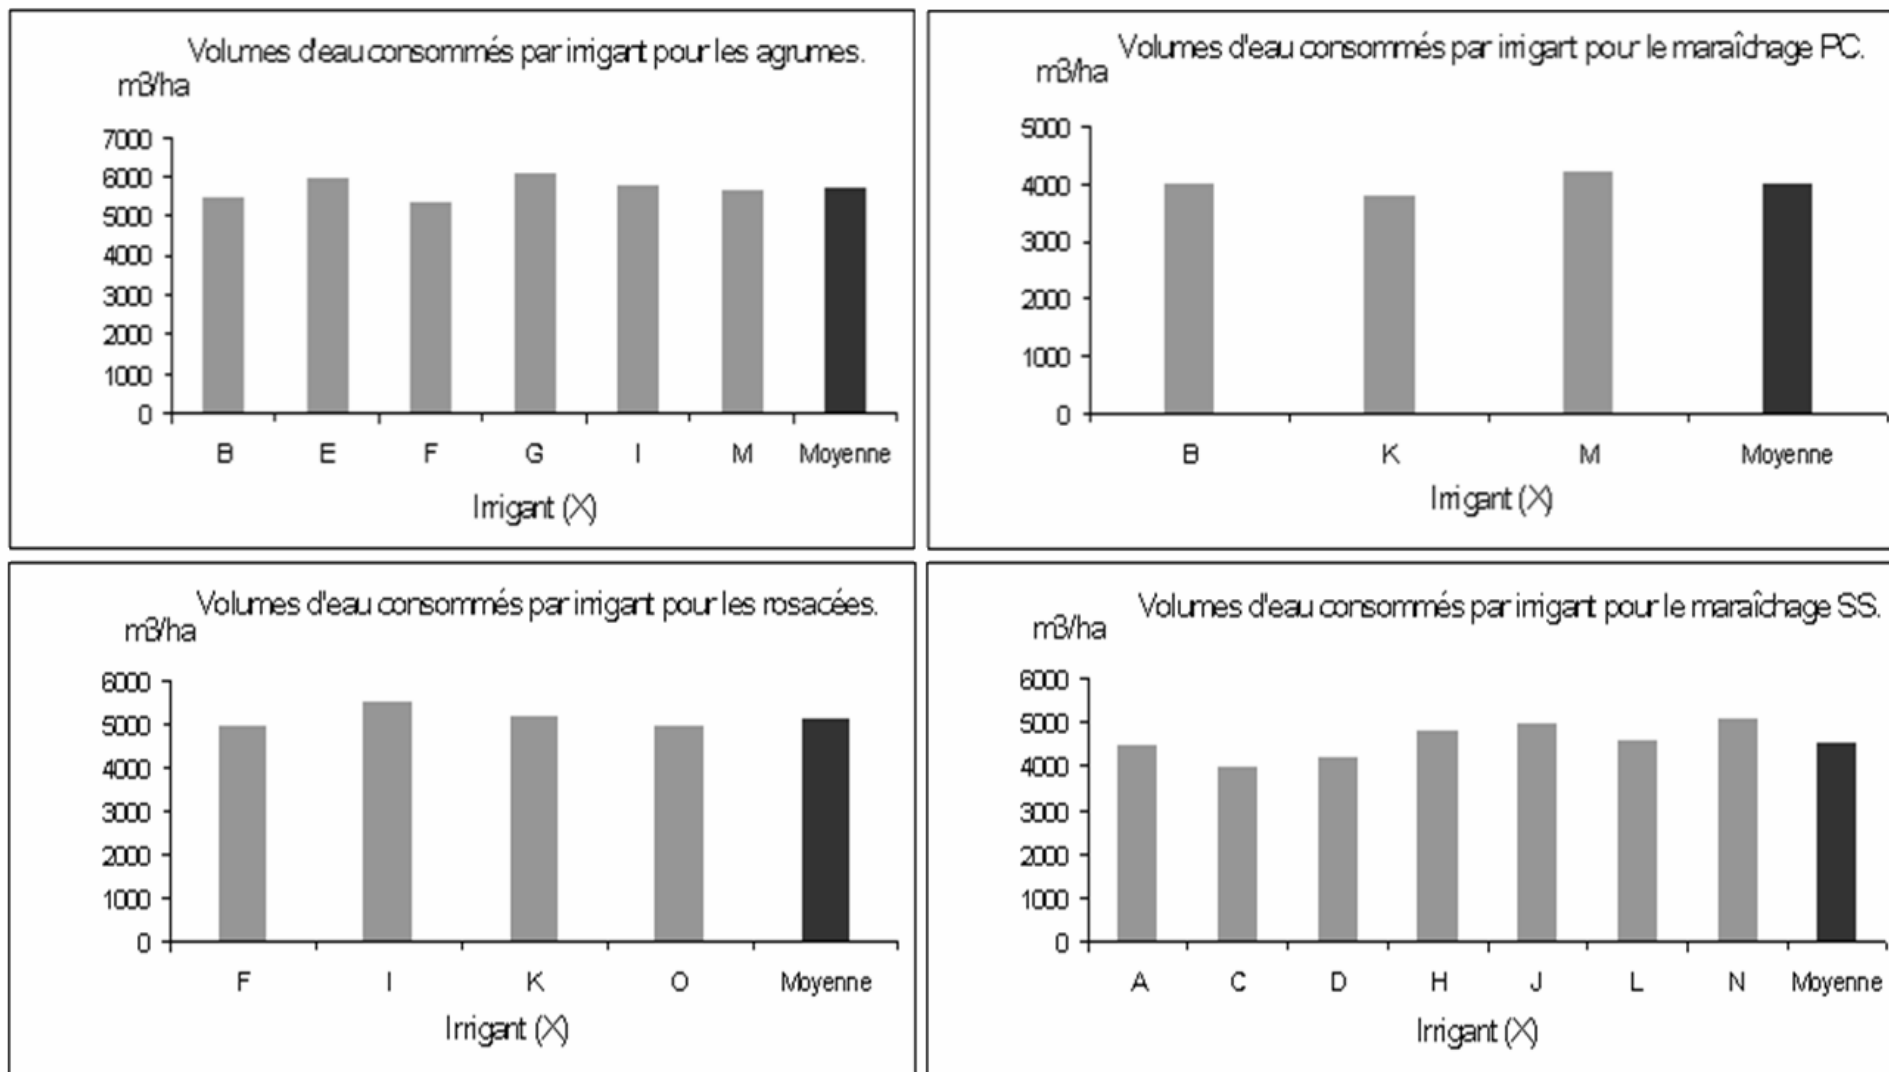 Volumes d'eau consommés par irrigant pour les agrumes.
m3/ha
7000
6000
5000
4000
3000
2000
1000
0
B E F G I M Moyenne
Irrigant (X)
Volumes d'eau consommés par irrigant pour le maraîchage PC.
m3/ha
5000
4000
3000
2000
1000
0
B K M Moyenne
Irrigant (X)
Volumes d'eau consommés par irrigant pour les rosacées.
m3/ha
6000
5000
4000
3000
2000
1000
0
F I K O Moyenne
Irrigant (X)
Volumes d'eau consommés par irrigant pour le maraîchage SS.
m3/ha
6000
5000
4000
3000
2000
1000
0
A C D H J L N Moyenne
Irrigant (X)